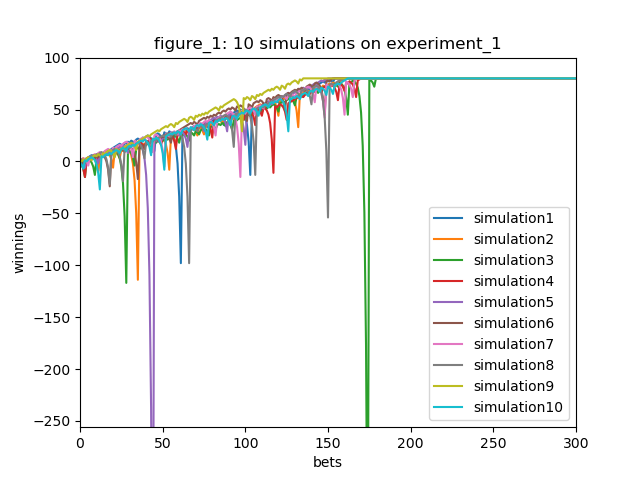 figure_1: 10 simulations on experiment_1
100
50
0
−50
−100
−150
−200
−250
winnings
0 50 100 150 200 250 300
bets
simulation1
simulation2
simulation3
simulation4
simulation5
simulation6
simulation7
simulation8
simulation9
simulation10